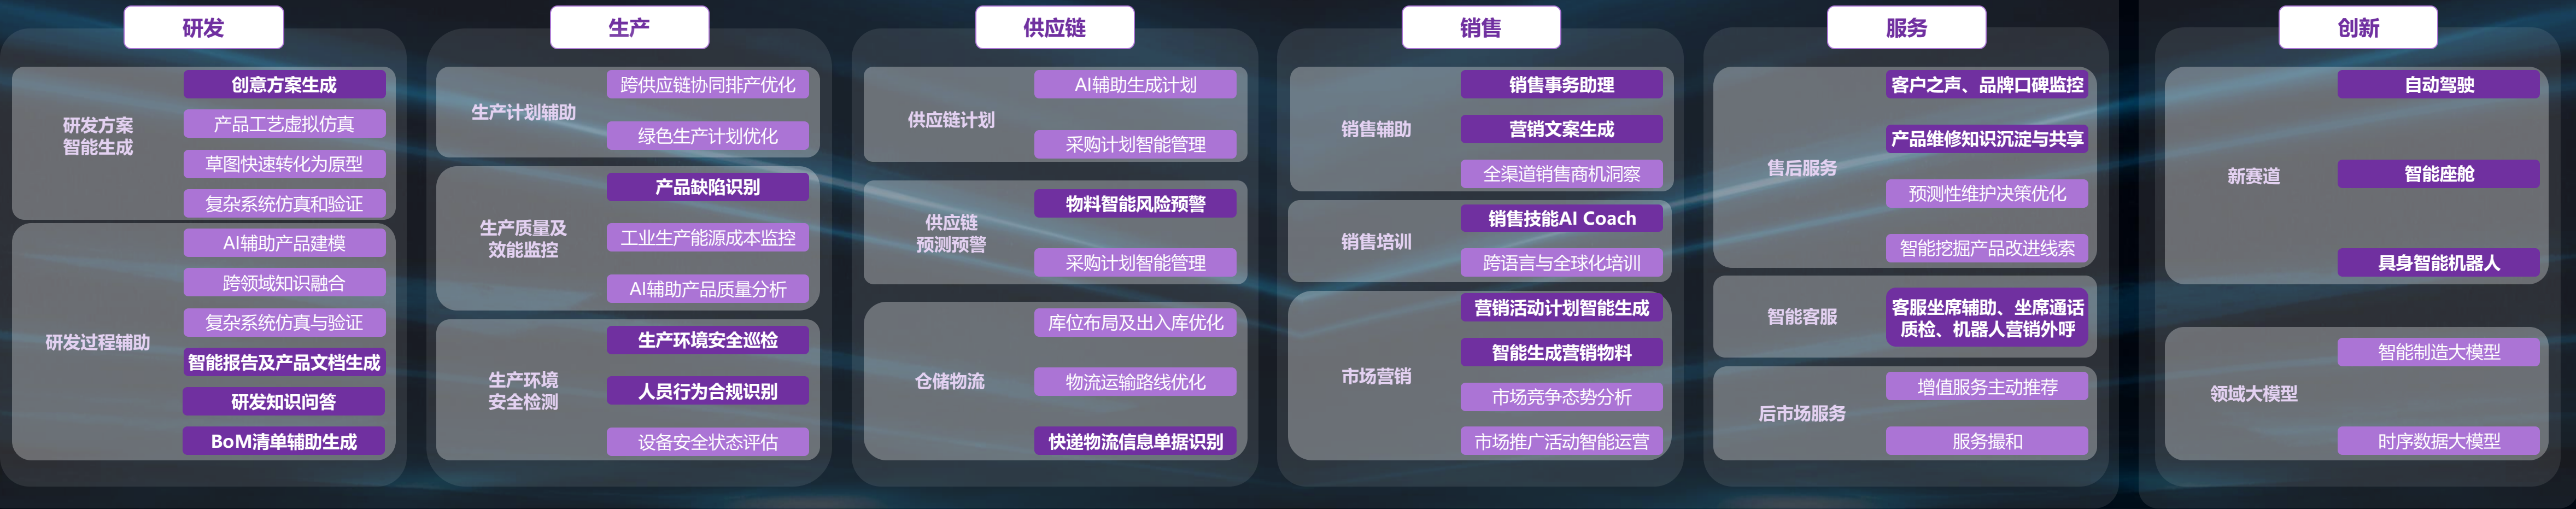 研发
研发方案
智能生成
创意方案生成
产品工艺虚拟仿真
草图快速转化为原型
复杂系统仿真和验证
研发过程辅助
AI辅助产品建模
跨领域知识融合
复杂系统仿真与验证
智能报告及产品文档生成
研发知识问答
BoM清单辅助生成
生产
生产计划辅助
跨供应链协同排产优化
绿色生产计划优化
生产质量及
效能监控
产品缺陷识别
工业生产能源成本监控
AI辅助产品质量分析
生产环境
安全检测
生产环境安全巡检
人员行为合规识别
设备安全状态评估
供应链
供应链计划
AI辅助生成计划
采购计划智能管理
供应链
预测预警
物料智能风险预警
采购计划智能管理
仓储物流
库位布局及出入库优化
物流运输路线优化
快递物流信息单据识别
销售
销售辅助
销售事务助理
营销文案生成
全渠道销售商机洞察
销售培训
销售技能AI Coach
跨语言与全球化培训
市场营销
营销活动计划智能生成
智能生成营销物料
市场竞争态势分析
市场推广活动智能运营
服务
售后服务
客户之声、品牌口碑监控
产品维修知识沉淀与共享
预测性维护决策优化
智能挖掘产品改进线索
智能客服
客服坐席辅助、坐席通话
质检、机器人营销外呼
后市场服务
增值服务主动推荐
服务撮和
创新
新赛道
自动驾驶
智能座舱
具身智能机器人
领域大模型
智能制造大模型
时序数据大模型